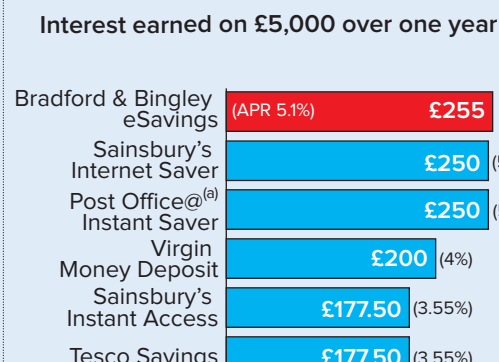 Interest earned on £5,000 over one year
Bradford & Bingley
eSavings
(APR 5.1%) £255
Sainsbury's
Internet Saver
£250
Post Office@(a)
Instant Saver
£250
Virgin
Money Deposit
£200 (4%)
Sainsbury's
Instant Access
£177.50 (3.55%)
Tesco Savings
£177.50 (3.55%)